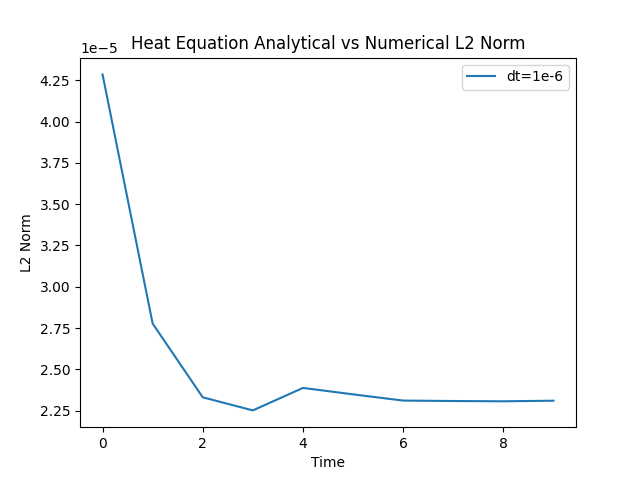 Heat Equation Analytical vs Numerical L2 Norm
1e−5
dt=1e-6
4.25
4.00
3.75
3.50
3.25
3.00
2.75
2.50
2.25
L2 Norm
0 2 4 6 8
Time